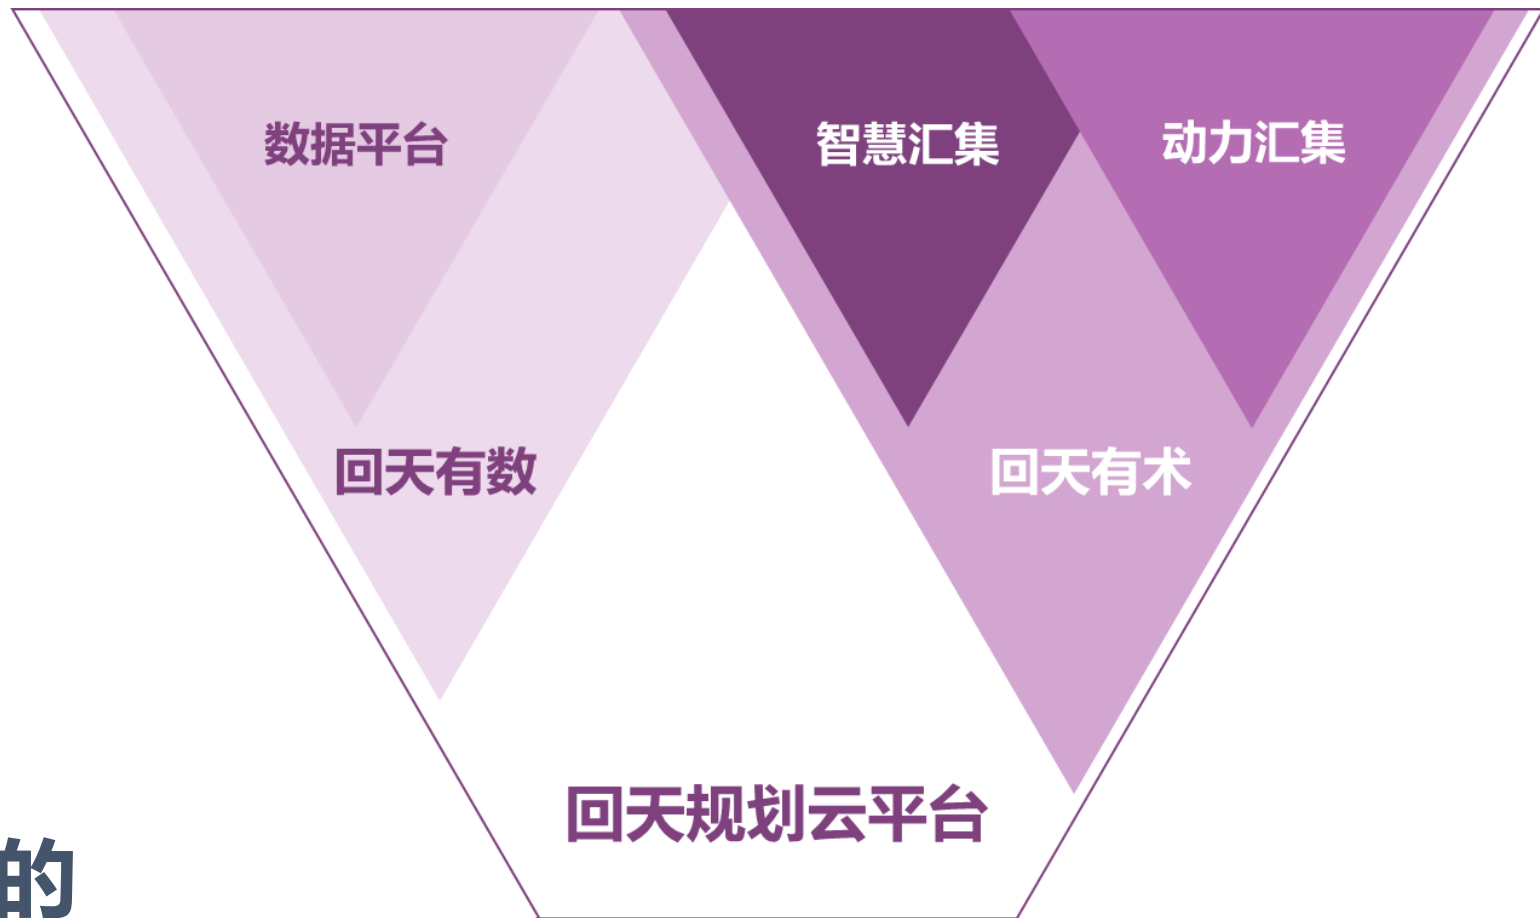 数据平台
智慧汇集
动力汇集
回天有数
回天有术
回天规划云平台
的